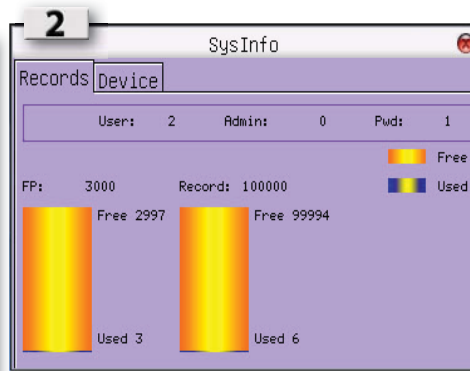 2
SysInfo
Records Device
User: 2 Admin: 0 Pwd: 1
Free
FP: 3000 Record: 100000 Used
Free 2997 Free 99994
Used 3 Used 6